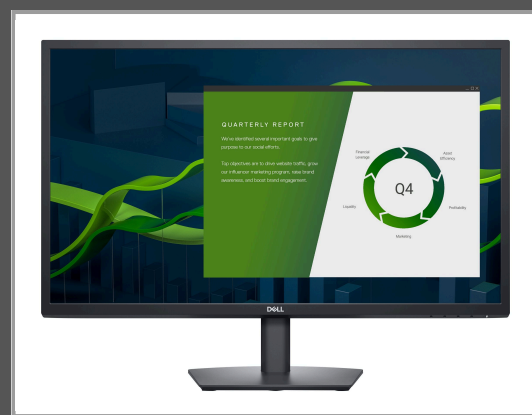 QUARTERLY REPORT
We've identified several important goals to give
purpose to our social efforts.
Top objectives are to drive website traffic, grow
our influencer marketing program, raise brand
awareness, and boost brand engagement.
Financial
Leverage
Asset
Efficiency
Q4
Liquidity
Profitability
Marketing
DELL